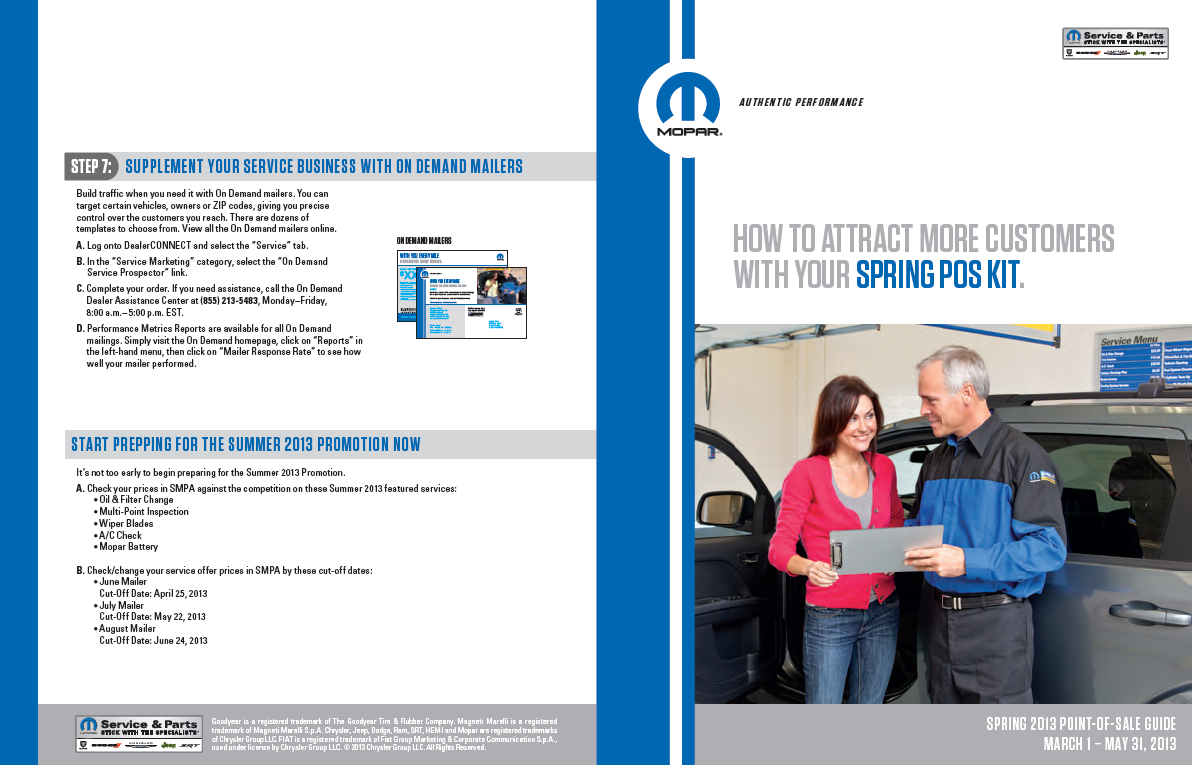 STEP 7: SUPPLEMENT YOUR SERVICE BUSINESS WITH ON DEMAND MAILERS
Build traffic when you need it with On Demand mailers. You can
target certain vehicles, owners or ZIP codes, giving you precise
control over the customers you reach. There are dozens of
templates to choose from. View all the On Demand mailers online.
A. Log onto DealerCONNECT and select the “Service” tab.
B. In the “Service Marketing” category, select the “On Demand
Service Prospector” link.
C. Complete your order. If you need assistance, call the On Demand
Dealer Assistance Center at (855) 213-5483, Monday–Friday,
8:00 a.m.–5:00 p.m. EST.
D. Performance Metrics Reports are available for all On Demand
mailings. Simply visit the On Demand homepage, click on “Reports” in
the left-hand menu, then click on “Mailer Response Rate” to see how
well your mailer performed.
ON DEMAND MAILERS
WITH YOU EVERY MILE
START PREPPING FOR THE SUMMER 2013 PROMOTION NOW
It’s not too early to begin preparing for the Summer 2013 Promotion.
A. Check your prices in SMPA against the competition on these Summer 2013 featured services:
• Oil & Filter Change
• Multi-Point Inspection
• Wiper Blades
• A/C Check
• Mopar Battery
B. Check/change your service offer prices in SMPA by these cut-off dates:
• June Mailer
Cut-Off Date: April 25, 2013
• July Mailer
Cut-Off Date: May 22, 2013
• August Mailer
Cut-Off Date: June 24, 2013
Service & Parts
STICK WITH THE SPECIALISTS
DODGE
Jeep
SRT
Goodyear is a registered trademark of The Goodyear Tire & Rubber Company. Magneti Marelli is a registered
trademark of Magneti Marelli S.p.A. Chrysler, Jeep, Dodge, Ram, SRT, HEMI and Mopar are registered trademarks
of Chrysler Group LLC. FIAT is a registered trademark of Fiat Group Marketing & Corporate Communication S.p.A.,
used under license by Chrysler Group LLC. © 2013 Chrysler Group LLC. All Rights Reserved.
Service & Parts
STICK WITH THE SPECIALISTS
DODGE
Jeep
SRT
MOPAR®
AUTHENTIC PERFORMANCE
HOW TO ATTRACT MORE CUSTOMERS
WITH YOUR SPRING POS KIT.
Service Menu
SPRING 2013 POINT-OF-SALE GUIDE
MARCH 1 – MAY 31, 2013